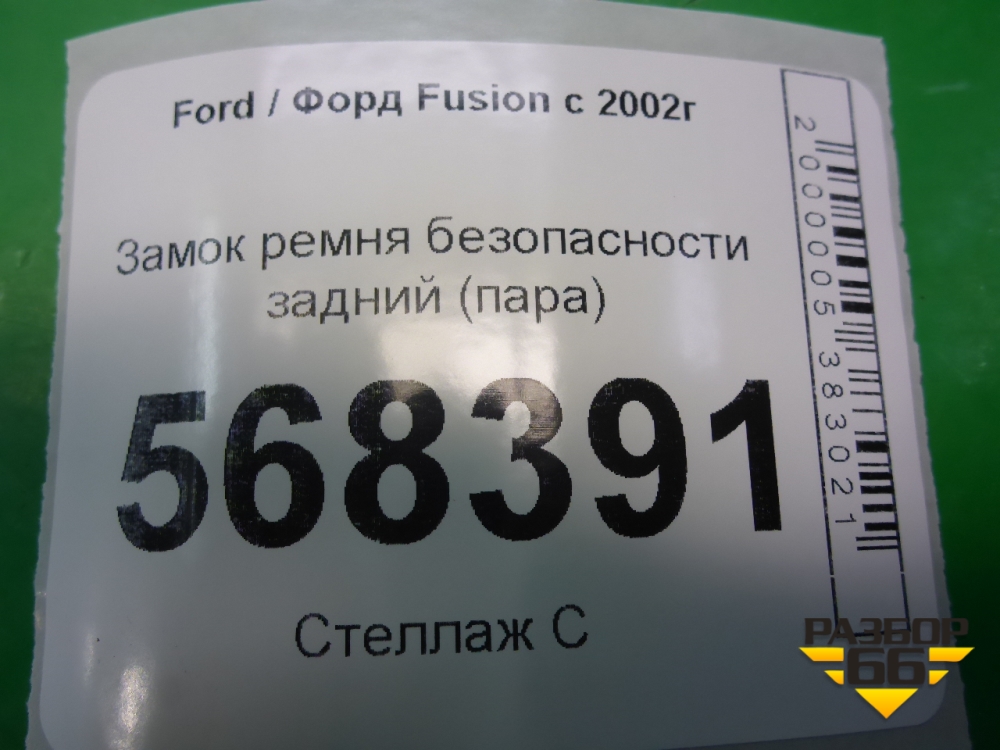 Ford / Форд Fusion с 2002г
Замок ремня безопасности
задний (пара)
568391
Стеллаж С
2000005383021
РАЗБОР
66